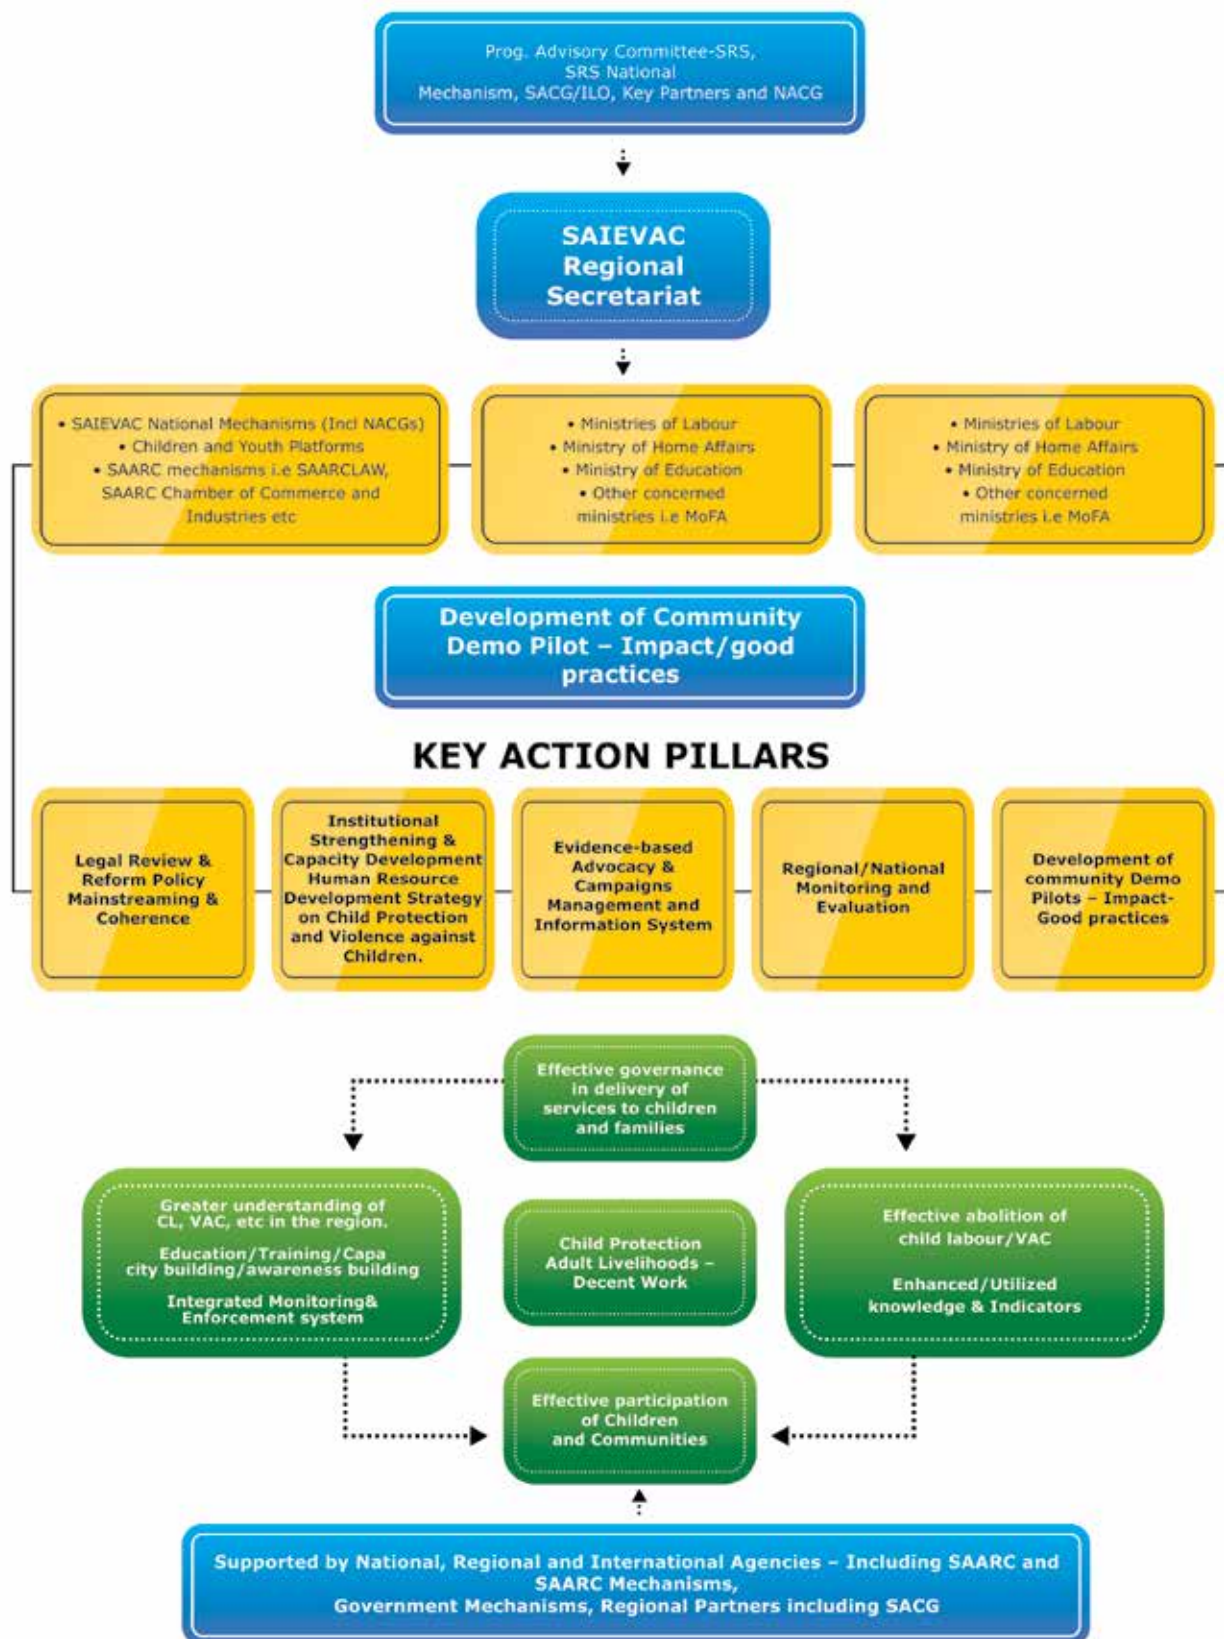 Prog. Advisory Committee-SRS,
SRS National
Mechanism, SACG/ILO, Key Partners and NACG
SAIEVAC
Regional
Secretariat
• SAIEVAC National Mechanisms (Incl NACGs)
• Children and Youth Platforms
• SAARC mechanisms i.e SAARCLAW,
SAARC Chamber of Commerce and
Industries etc
• Ministries of Labour
• Ministry of Home Affairs
• Ministry of Education
• Other concerned
ministries i.e MoFA
• Ministries of Labour
• Ministry of Home Affairs
• Ministry of Education
• Other concerned
ministries i.e MoFA
Development of Community
Demo Pilot – Impact/good
practices
KEY ACTION PILLARS
Legal Review &
Reform Policy
Mainstreaming &
Coherence
Institutional
Strengthening &
Capacity Development
Human Resource
Development Strategy
on Child Protection
and Violence against
Children.
Evidence-based
Advocacy &
Campaigns
Management and
Information System
Regional/National
Monitoring and
Evaluation
Development of
community Demo
Pilots – Impact-
Good practices
Effective governance
in delivery of
services to children
and families
Greater understanding of
CL, VAC, etc in the region.
Education/Training/Capa
city building/awareness building
Integrated Monitoring&
Enforcement system
Child Protection
Adult Livelihoods –
Decent Work
Effective abolition of
child labour/VAC
Enhanced/Utilized
knowledge & Indicators
Effective participation
of Children
and Communities
Supported by National, Regional and International Agencies – Including SAARC and
SAARC Mechanisms,
Government Mechanisms, Regional Partners including SACG